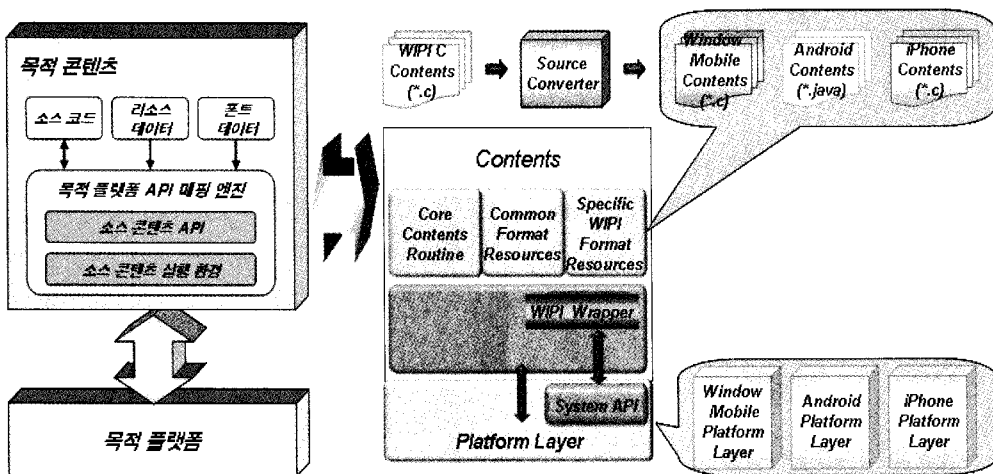 목적 콘텐츠
소스 코드
리소스
데이터
폰트
데이터
목적 플랫폼 API 매핑 엔진
소스 콘텐츠 API
소스 콘텐츠 실행 환경
목적 플랫폼
WIPI C
Contents
(*.c)
Source
Converter
Window
Mobile
Contents
(*.c)
Android
Contents
(*.java)
iPhone
Contents
(*.c)
Contents
Core
Contents
Routine
Common
Format
Resources
Specific
WIPI
Format
Resources
WIPI Wrapper
System API
Platform Layer
Window
Mobile
Platform
Layer
Android
Platform
Layer
iPhone
Platform
Layer